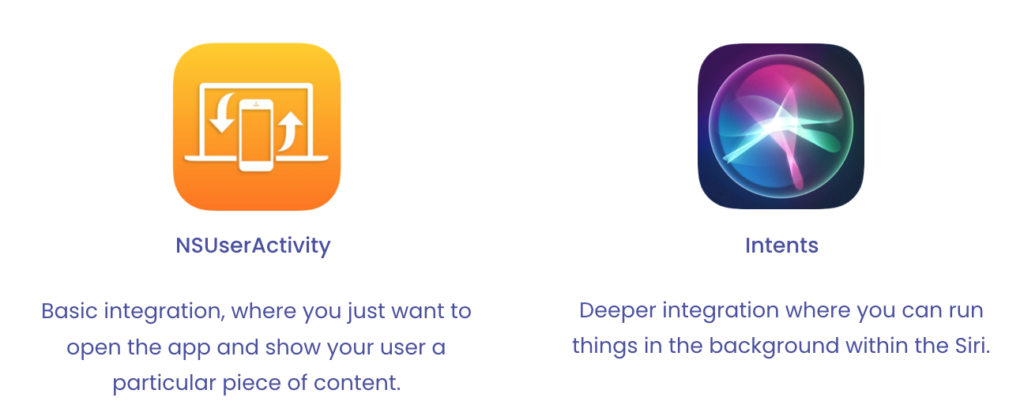 NSUserActivity
Basic integration, where you just want to
open the app and show your user a
particular piece of content.
Intents
Deeper integration where you can run
things in the background within the Siri.